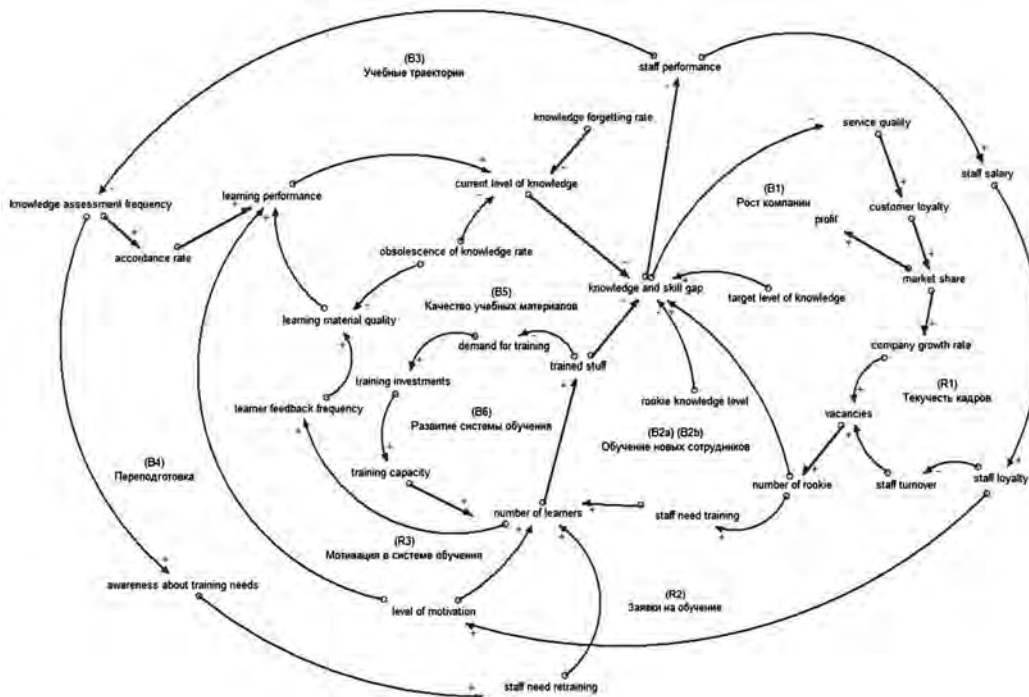 (B3)
Учебные траектории
staff performance
knowledge forgetting rate
service quality
staff salary
current level of knowledge
learning performance
(B1)
Рост компании
knowledge assessment frequency
customer loyalty
profit
obsolescence of knowledge rate
accordance rate
market share
knowledge and skill gap
target level of knowledge
(B5)
Качество учебных материалов
learning material quality
demand for training
trained stuff
company growth rate
training investments
rookie knowledge level
(R1)
Текучесть кадров
learner feedback frequency
vacancies
(B6)
Развитие системы обучения
(B2a) (B2b)
Обучение новых сотрудников
(B4)
Переподготовка
training capacity
number of rookie
staff turnover
staff loyalty
number of learners
staff need training
(R3)
Мотивация в системе обучения
awareness about training needs
level of motivation
(R2)
Заявки на обучение
staff need retraining